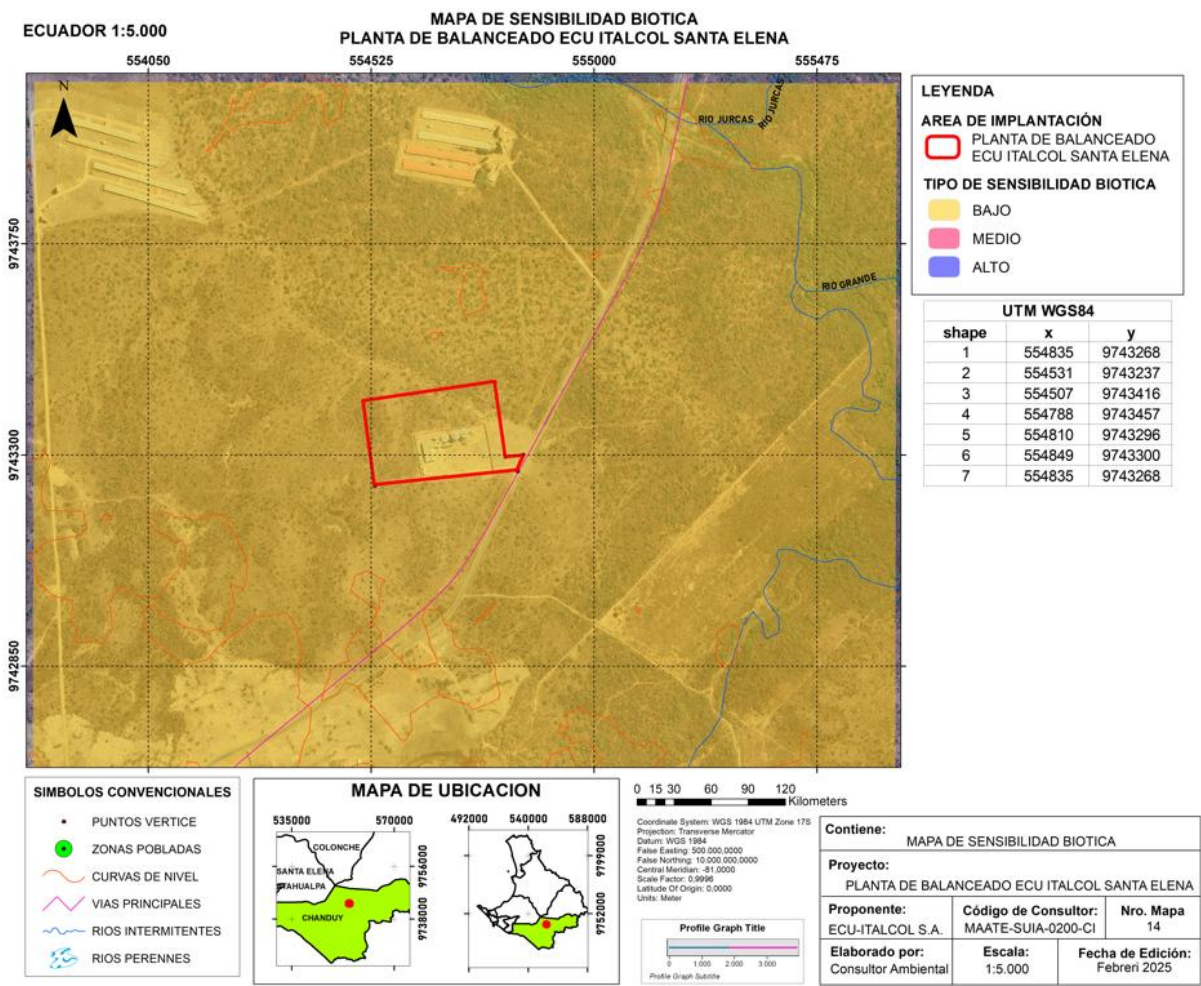 ECUADOR 1:5.000
MAPA DE SENSIBILIDAD BIOTICA
PLANTA DE BALANCEADO ECU ITALCOL SANTA ELENA
554050
554525
555000
555475
9743750
9743300
9742850
N
RIO JURCAS
RIO JURCAS
RIO GRANDE
LEYENDA
AREA DE IMPLANTACIÓN
PLANTA DE BALANCEADO
ECU ITALCOL SANTA ELENA
TIPO DE SENSIBILIDAD BIOTICA
BAJO
MEDIO
ALTO
UTM WGS84
shape x y
1 554835 9743268
2 554531 9743237
3 554507 9743416
4 554788 9743457
5 554810 9743296
6 554849 9743300
7 554835 9743268
SIMBOLOS CONVENCIONALES
PUNTOS VERTICE
ZONAS POBLADAS
CURVAS DE NIVEL
VIAS PRINCIPALES
RIOS INTERMITENTES
RIOS PERENNES
MAPA DE UBICACION
535000 570000
COLONCHE
SANTA ELENA
ATAHUALPA
CHANDUY
9756000
9738000
492000 540000 588000
9799000
9752000
0 15 30 60 90 120
Kilometers
Coordinate System: WGS 1984 UTM Zone 17S
Projection: Transverse Mercator
Datum: WGS 1984
False Easting: 500.000,0000
False Northing: 10.000.000,0000
Central Meridian: -81,0000
Scale Factor: 0,9996
Latitude Of Origin: 0,0000
Units: Meter
Profile Graph Title
0 1.000 2.000 3.000
Profile Graph Subtitle
Contiene:
MAPA DE SENSIBILIDAD BIOTICA
Proyecto:
PLANTA DE BALANCEADO ECU ITALCOL SANTA ELENA
Proponente:
ECU-ITALCOL S.A.
Código de Consultor:
MAATE-SUIA-0200-CI
Nro. Mapa
14
Elaborado por:
Consultor Ambiental
Escala:
1:5.000
Fecha de Edición:
Febreri 2025